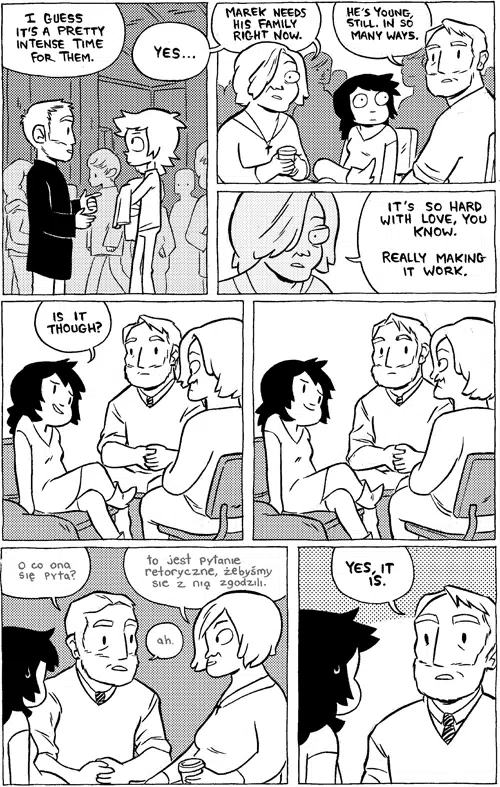 I GUESS
IT'S A PRETTY
INTENSE TIME
FOR THEM.
YES...
MAREK NEEDS
HIS FAMILY
RIGHT NOW.
HE'S YOUNG,
STILL. IN SO
MANY WAYS.
IT'S SO HARD
WITH LOVE, YOU
KNOW.
REALLY MAKING
IT WORK.
IS IT
THOUGH?
O co ona
się pyta?
to jest pytanie
retoryczne, żebyśmy
sie z nią zgodzili.
ah.
YES, IT
IS.